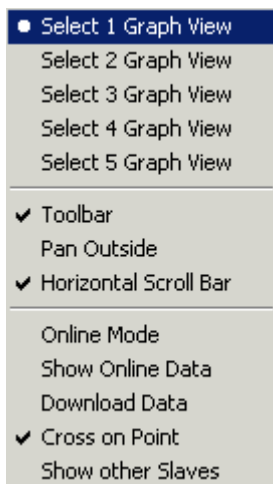 Select 1 Graph View
Select 2 Graph View
Select 3 Graph View
Select 4 Graph View
Select 5 Graph View
Toolbar
Pan Outside
Horizontal Scroll Bar
Online Mode
Show Online Data
Download Data
Cross on Point
Show other Slaves